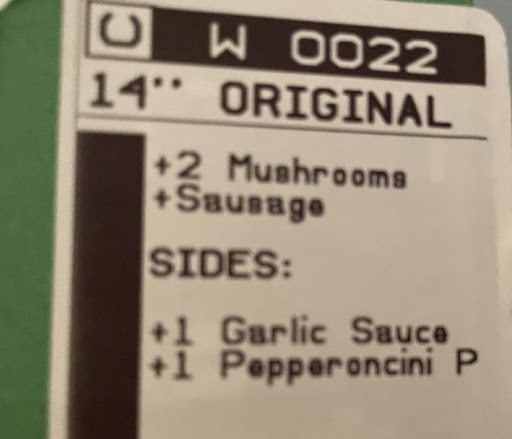 C W 0022
14" ORIGINAL
+2 Mushrooms
+Sausage
SIDES:
+1 Garlic Sauce
+1 Pepperoncini P